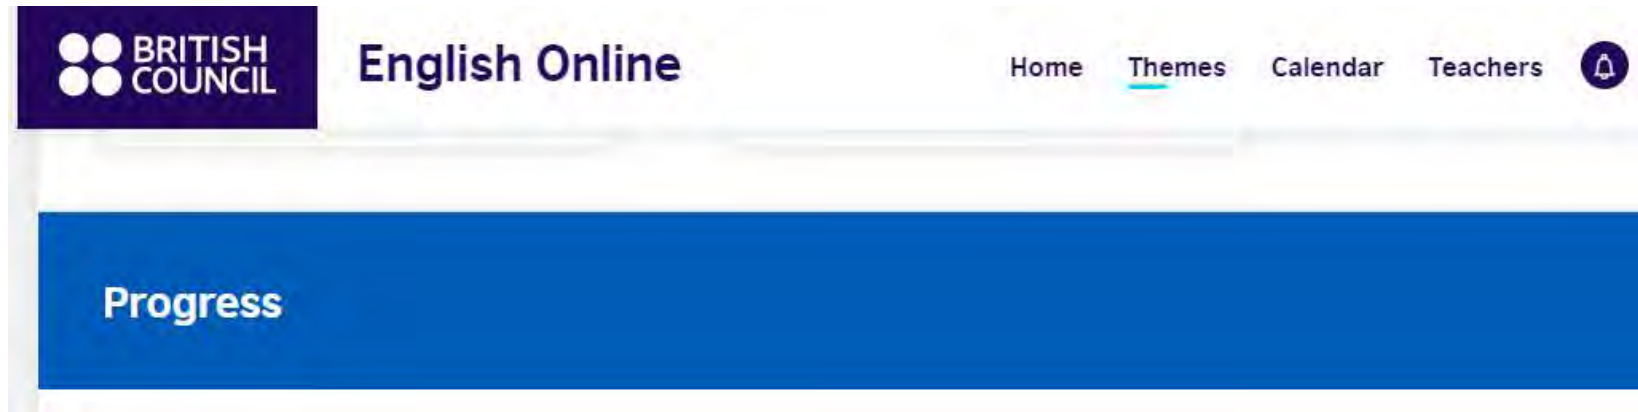 BRITISH
COUNCIL
English Online
Home Themes Calendar Teachers
Progress